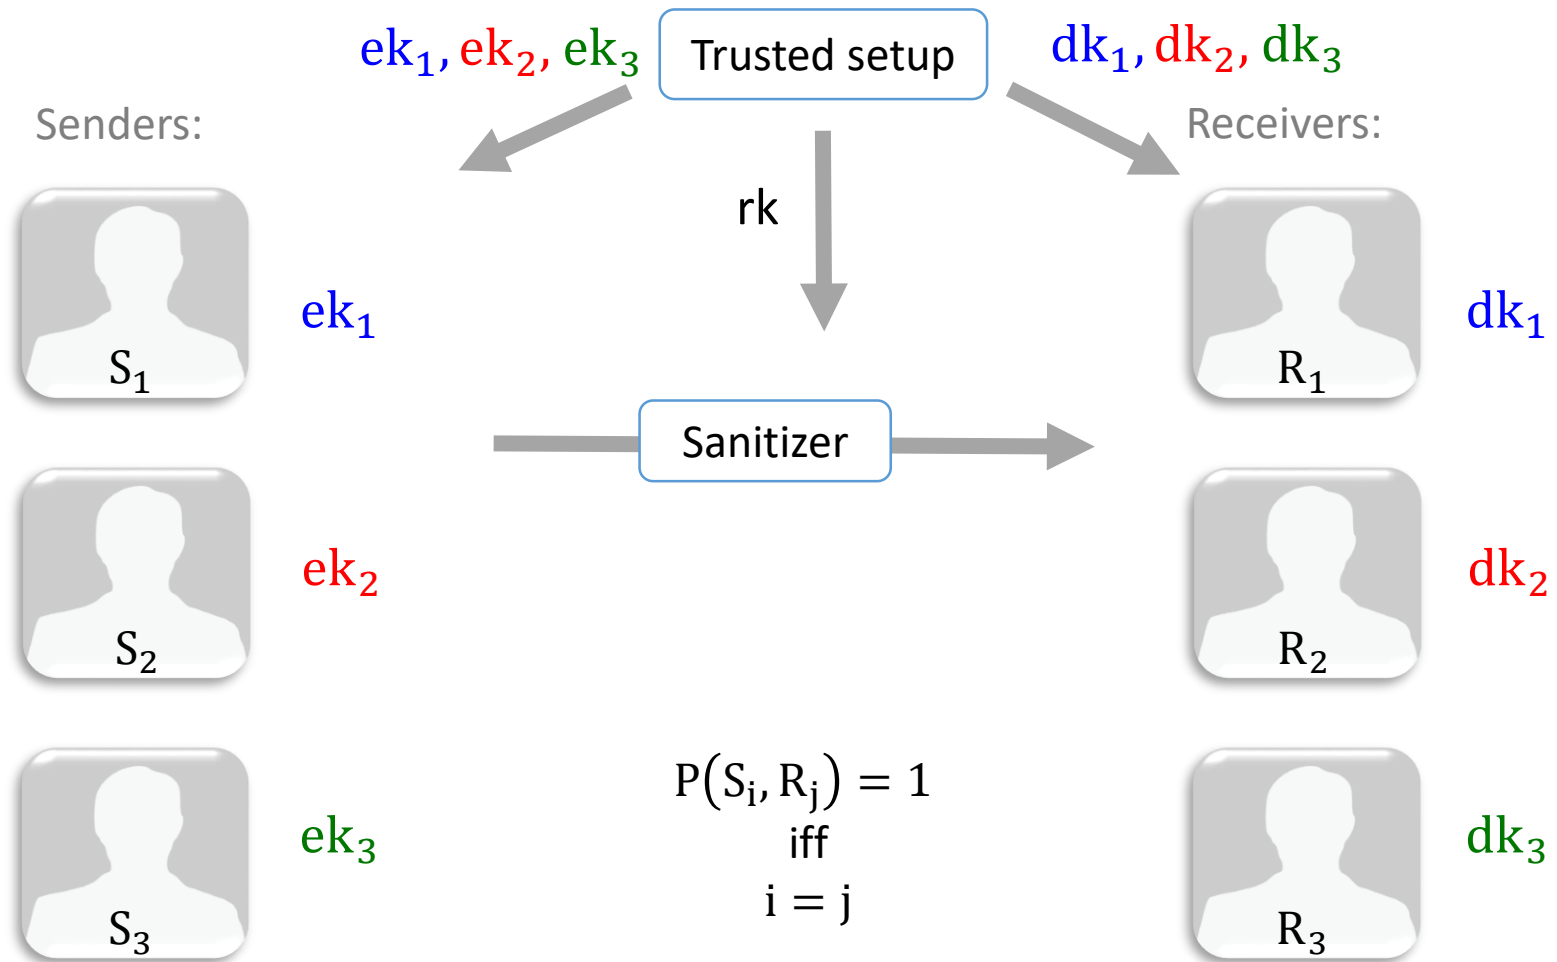 ek₁, ek₂, ek₃
Trusted setup
dk₁, dk₂, dk₃
Senders:
Receivers:
rk
S₁
ek₁
R₁
dk₁
Sanitizer
S₂
ek₂
R₂
dk₂
P(Sᵢ, Rⱼ) = 1
iff
i = j
S₃
ek₃
R₃
dk₃